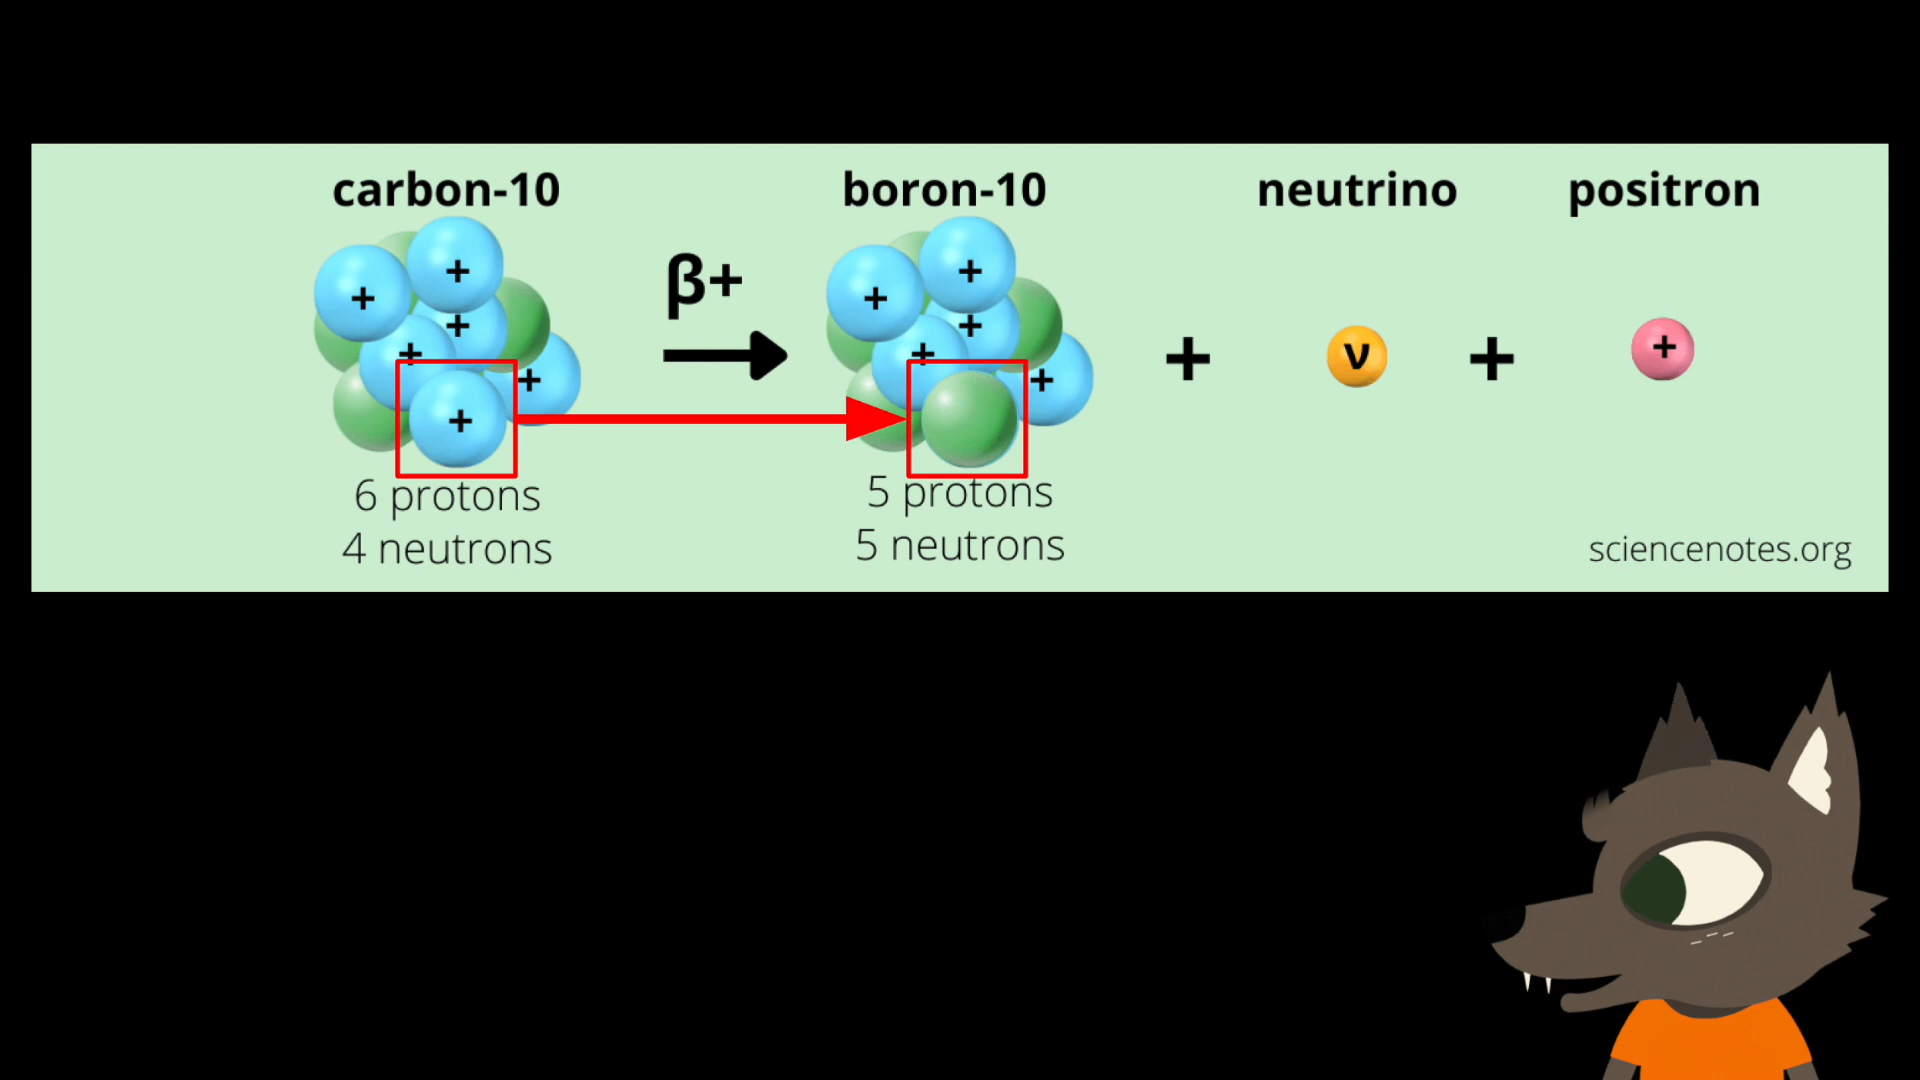 carbon-10 boron-10 neutrino positron
β+
+ + + + + +
+ ν + +
6 protons 5 protons
4 neutrons 5 neutrons
sciencenotes.org